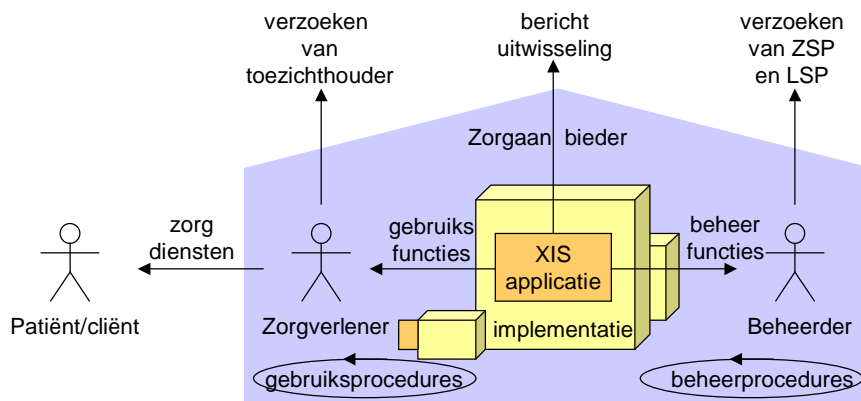 verzoeken
van
toezichthouder
bericht
uitwisseling
verzoeken
van ZSP
en LSP
Zorgaan bieder
zorg
diensten
gebruiks
functies
XIS
applicatie
beheer
functies
Patiënt/cliënt
Zorgverlener
implementatie
Beheerder
gebruiksprocedures
beheerprocedures